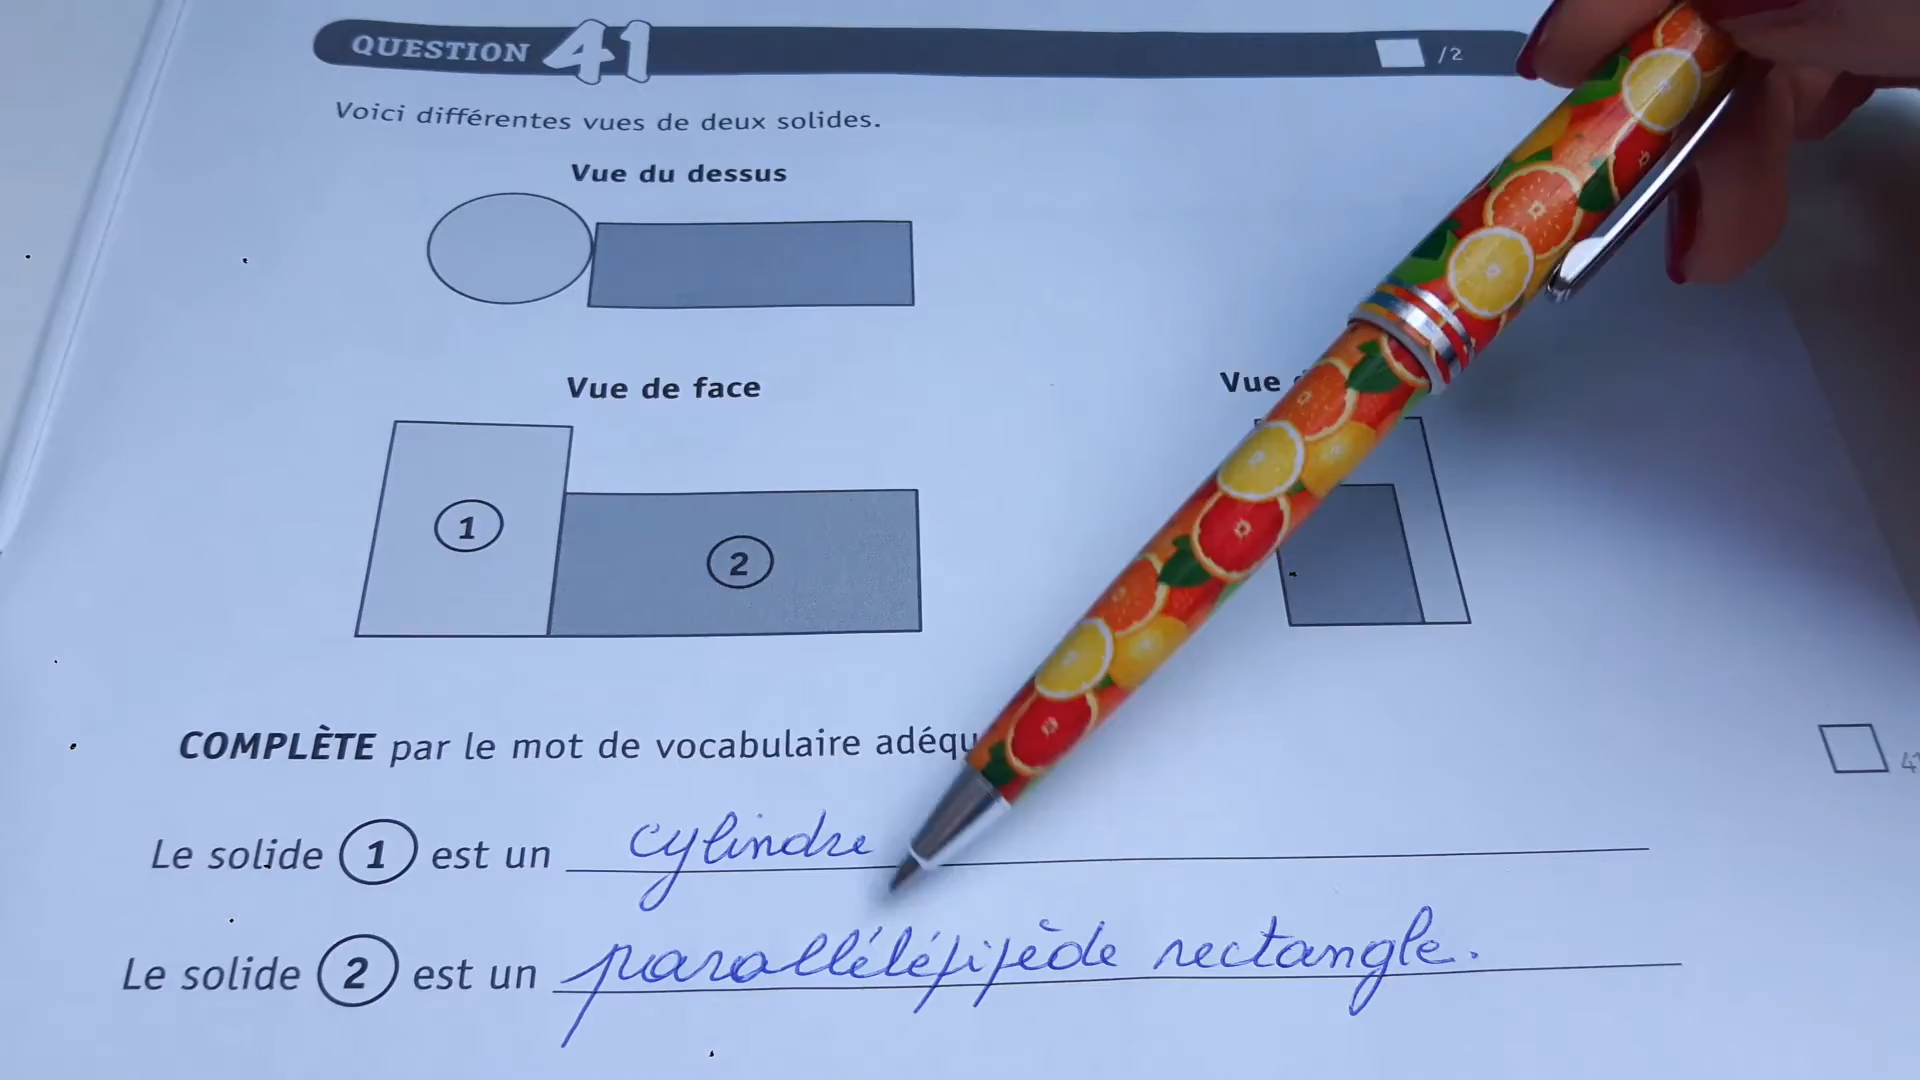 QUESTION 41
/2
Voici différentes vues de deux solides.
Vue du dessus
Vue de face
Vue
1
2
COMPLÈTE par le mot de vocabulaire
Le solide 1 est un cylindre
Le solide 2 est un parallélépipède rectangle.